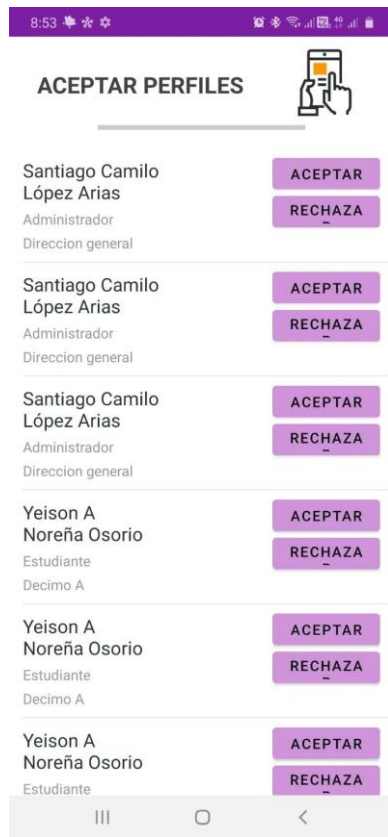 8:53
ACEPTAR PERFILES
Santiago Camilo
López Arias
Administrador
Direccion general
ACEPTAR
RECHAZA
Santiago Camilo
López Arias
Administrador
Direccion general
ACEPTAR
RECHAZA
Santiago Camilo
López Arias
Administrador
Direccion general
ACEPTAR
RECHAZA
Yeison A
Noreña Osorio
Estudiante
Decimo A
ACEPTAR
RECHAZA
Yeison A
Noreña Osorio
Estudiante
Decimo A
ACEPTAR
RECHAZA
Yeison A
Noreña Osorio
Estudiante
ACEPTAR
RECHAZA